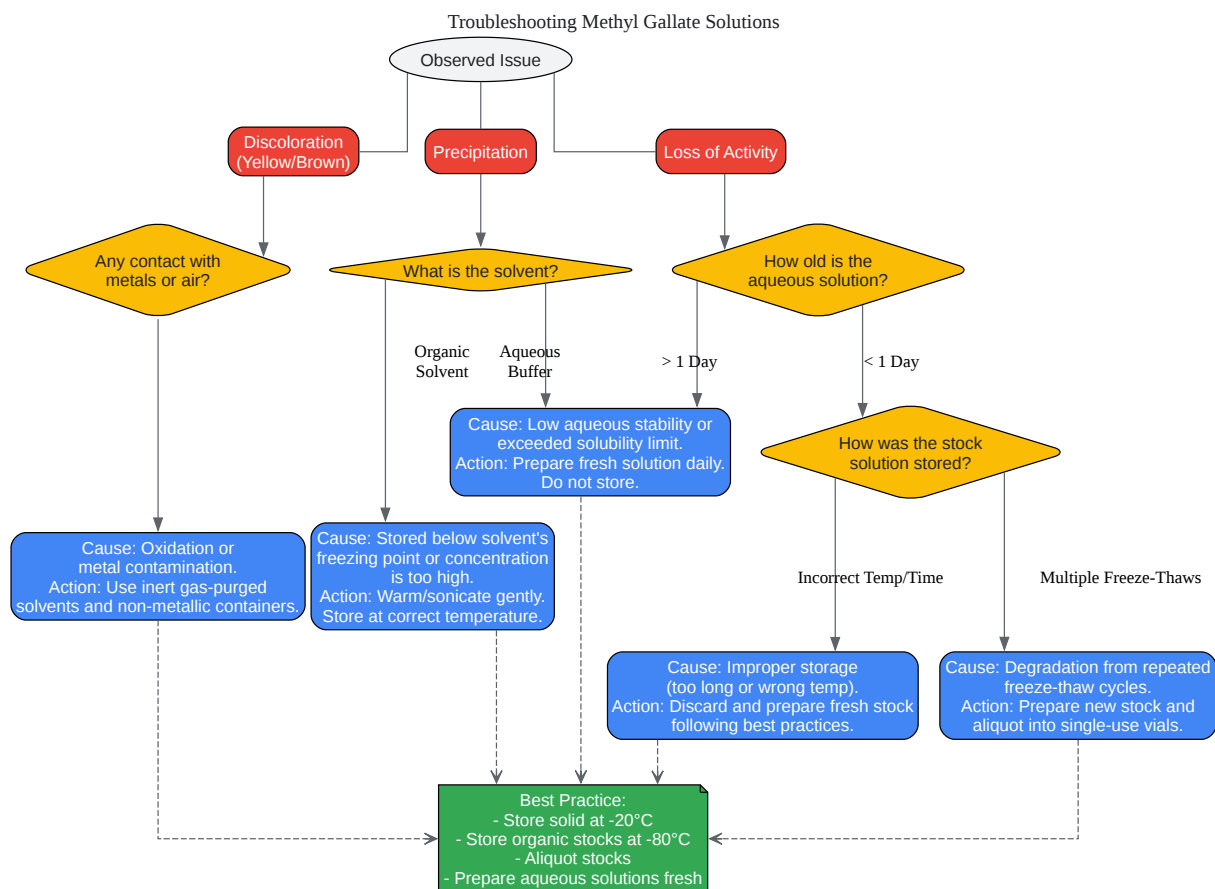 Troubleshooting Methyl Gallate Solutions
Observed Issue
Discoloration
(Yellow/Brown)
Precipitation
Loss of Activity
Any contact with
metals or air?
What is the solvent?
How old is the
aqueous solution?
Organic
Solvent
Aqueous
Buffer
> 1 Day
< 1 Day
Cause: Low aqueous stability or
exceeded solubility limit.
Action: Prepare fresh solution daily.
Do not store.
How was the stock
solution stored?
Cause: Oxidation or
metal contamination.
Action: Use inert gas-purged
solvents and non-metallic containers.
Cause: Stored below solvent's
freezing point or concentration
is too high.
Action: Warm/sonicate gently.
Store at correct temperature.
Incorrect Temp/Time
Multiple Freeze-Thaws
Cause: Improper storage
(too long or wrong temp).
Action: Discard and prepare fresh stock
following best practices.
Cause: Degradation from repeated
freeze-thaw cycles.
Action: Prepare new stock and
aliquot into single-use vials.
Best Practice:
- Store solid at -20°C
- Store organic stocks at -80°C
- Aliquot stocks
- Prepare aqueous solutions fresh